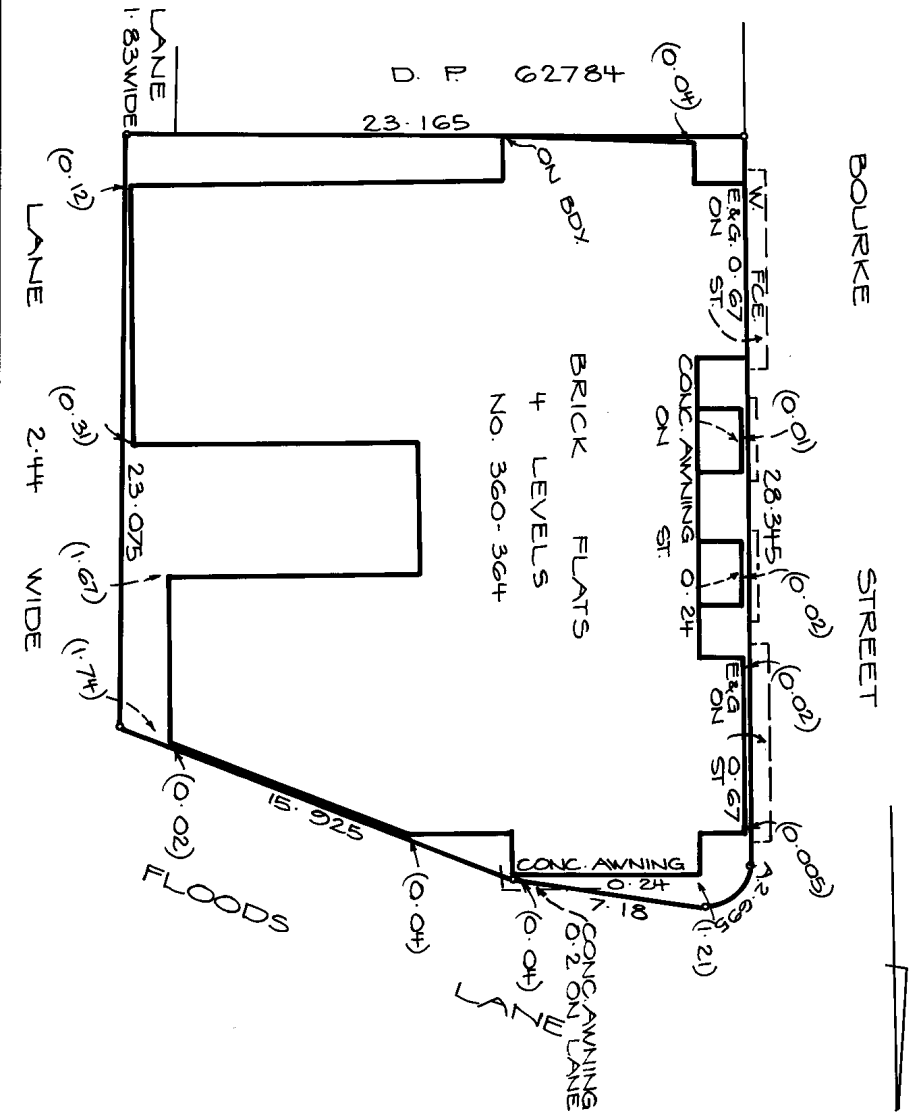 LANE
1.83 WIDE
D. P. 62784
23.165
(0.04)
ON BDY.
BOURKE
STREET
W. FCE.
E.&G. 0.67
ON ST.
(0.12)
LANE 2.44 WIDE
(0.31)
23.075
(1.67)
(1.74)
BRICK FLATS
4 LEVELS
No. 360-364
CONC. AWNING 0.24
ON ST.
(0.01)
28.345
(0.02)
(0.02)
E&G 0.67
ON ST
(0.005)
A 2.695
(1.21)
CONC. AWNING
0.24
7.18
CONC. AWNING
0.2 ON LANE
(0.04)
(0.04)
15.925
(0.02)
FLOODS
LANE